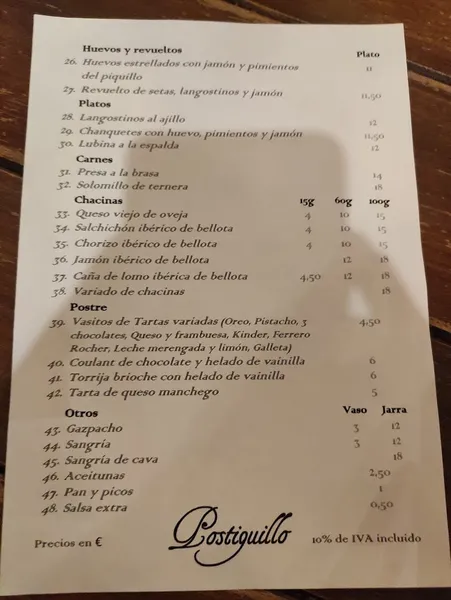 Huevos y revueltos Plato
26. Huevos estrellados con jamón y pimientos 11
del piquillo
27. Revuelto de setas, langostinos y jamón 11,50
Platos
28. Langostinos al ajillo 12
29. Chanquetes con huevo, pimientos y jamón 11,50
30. Lubina a la espalda 12
Carnes
31. Presa a la brasa 14
32. Solomillo de ternera 18
Chacinas 15g 60g 100g
33. Queso viejo de oveja 4 10 15
34. Salchichón ibérico de bellota 4 10 15
35. Chorizo ibérico de bellota 4 10 15
36. Jamón ibérico de bellota 12 18
37. Caña de lomo ibérica de bellota 4,50 12 18
38. Variado de chacinas 18
Postre
39. Vasitos de Tartas variadas (Oreo, Pistacho, 3 4,50
chocolates, Queso y frambuesa, Kinder, Ferrero
Rocher, Leche merengada y limón, Galleta)
40. Coulant de chocolate y helado de vainilla 6
41. Torrija brioche con helado de vainilla 6
42. Tarta de queso manchego 5
Otros Vaso Jarra
43. Gazpacho 3 12
44. Sangría 3 12
45. Sangría de cava 18
46. Aceitunas 2,50
47. Pan y picos 1
48. Salsa extra 0,50
Precios en € Postiguillo 10% de IVA incluido